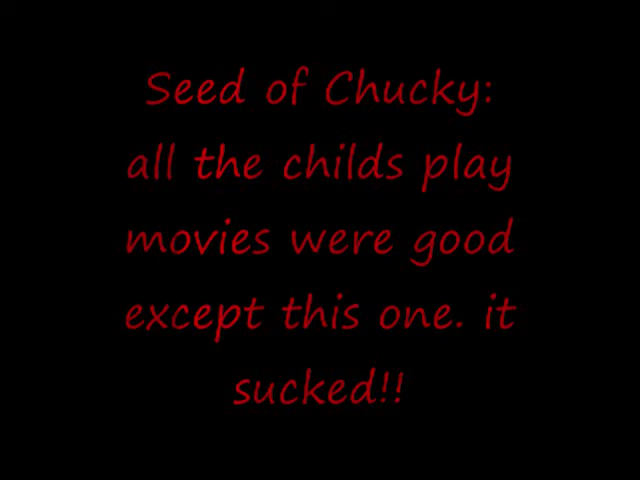 Seed of Chucky:
all the childs play
movies were good
except this one. it
sucked!!